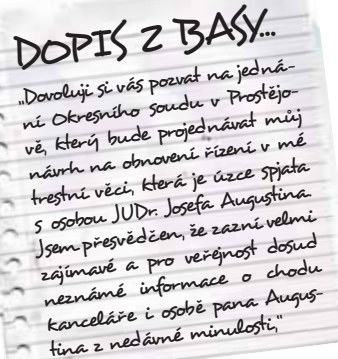 DOPIS Z BASY...
„Dovoluji si vás pozvat na jedná-
ní Okresního soudu v Prostějo-
vě, který bude projednávat můj
návrh na obnovení řízení v mé
trestní věci, která je úzce spjata
s osobou JUDr. Josefa Augustina.
Jsem přesvědčen, že zazní velmi
zajímavé a pro veřejnost dosud
neznámé informace o chodu
kanceláře i osobě pana Augus-
tina z nedávné minulosti,“